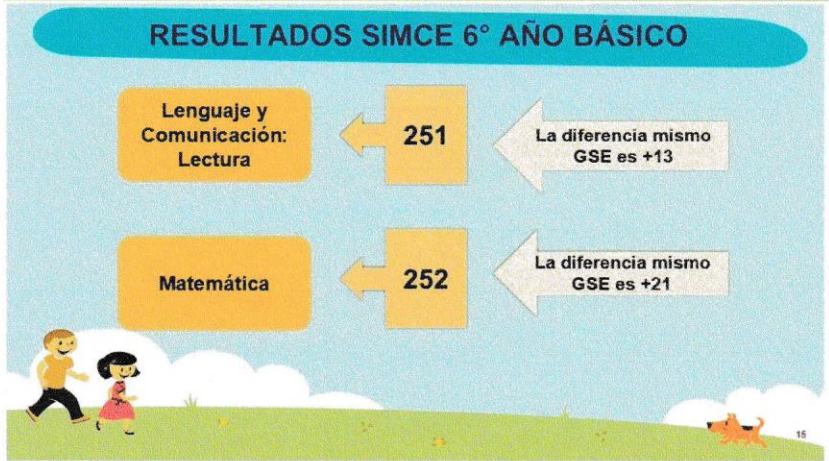 RESULTADOS SIMCE 6° AÑO BÁSICO
Lenguaje y
Comunicación:
Lectura
251
La diferencia mismo
GSE es +13
Matemática
252
La diferencia mismo
GSE es +21
15